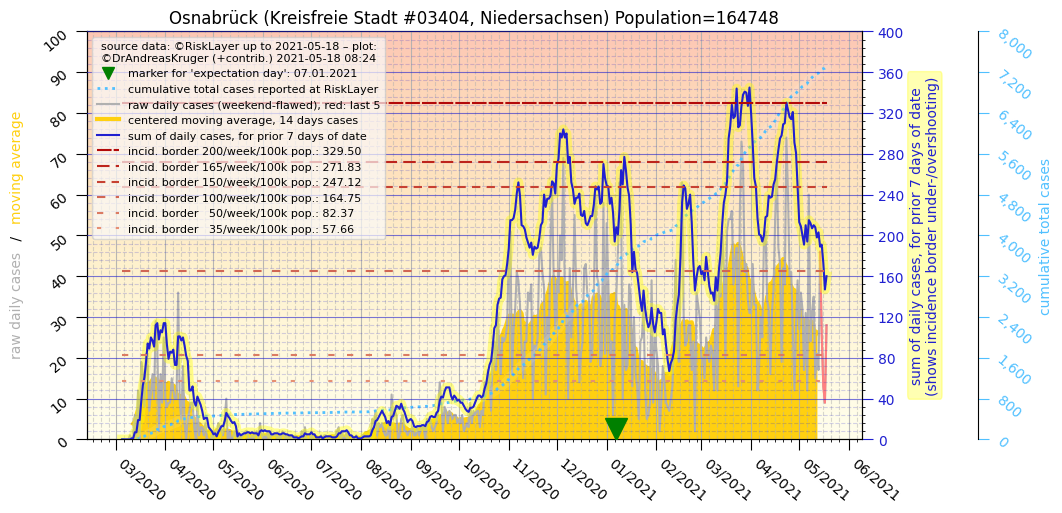 Osnabrück (Kreisfreie Stadt #03404, Niedersachsen) Population=164748
source data: ©RiskLayer up to 2021-05-18 – plot:
©DrAndreasKruger (+contrib.) 2021-05-18 08:24
marker for 'expectation day': 07.01.2021
cumulative total cases reported at RiskLayer
raw daily cases (weekend-flawed), red: last 5
centered moving average, 14 days cases
sum of daily cases, for prior 7 days of date
incid. border 200/week/100k pop.: 329.50
incid. border 165/week/100k pop.: 271.83
incid. border 150/week/100k pop.: 247.12
incid. border 100/week/100k pop.: 164.75
incid. border 50/week/100k pop.: 82.37
incid. border 35/week/100k pop.: 57.66
raw daily cases / moving average
100
90
80
70
60
50
40
30
20
10
0
03/2020
04/2020
05/2020
06/2020
07/2020
08/2020
09/2020
10/2020
11/2020
12/2020
01/2021
02/2021
03/2021
04/2021
05/2021
06/2021
400
360
320
280
240
200
160
120
80
40
0
sum of daily cases, for prior 7 days of date
(shows incidence border under-/overshooting)
8,000
7,200
6,400
5,600
4,800
4,000
3,200
2,400
1,600
800
0
cumulative total cases